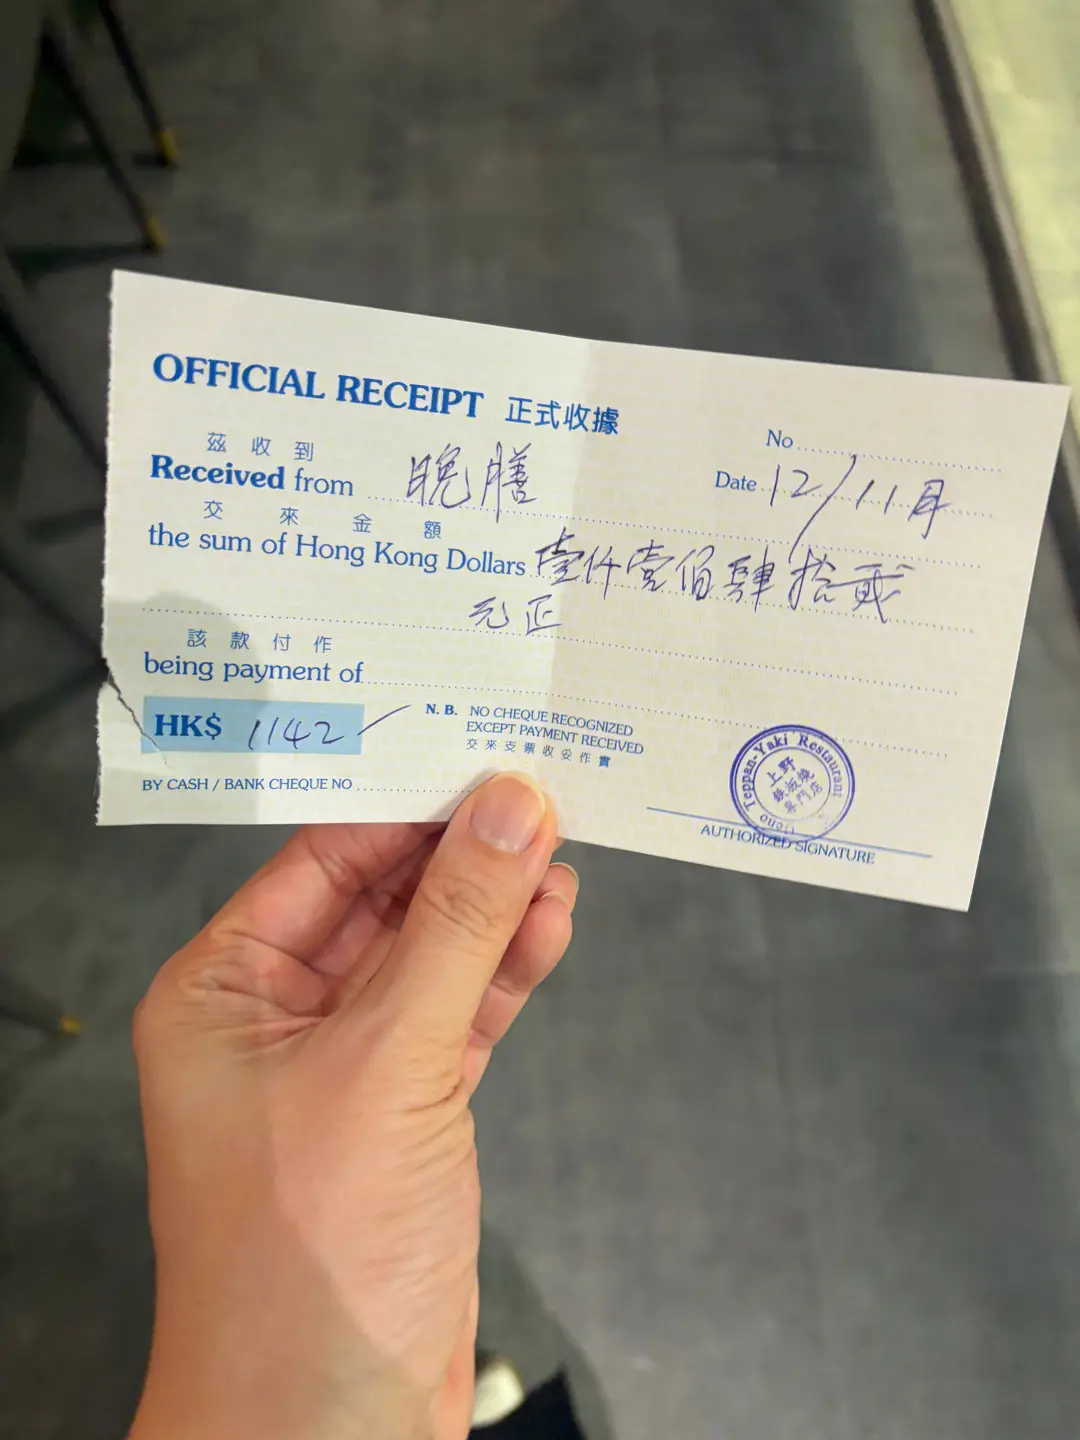 OFFICIAL RECEIPT 正式收據
No
茲收到
Received from 晚膳
Date 12/11月
交來金額
the sum of Hong Kong Dollars 壹仟壹佰肆拾貳
元正
該款付作
being payment of
HK$ 1142
N. B. NO CHEQUE RECOGNIZED
EXCEPT PAYMENT RECEIVED
交來支票收妥作實
BY CASH / BANK CHEQUE NO
Ueno Teppan-Yaki Restaurant
上野
鉄板燒
專門店
AUTHORIZED SIGNATURE